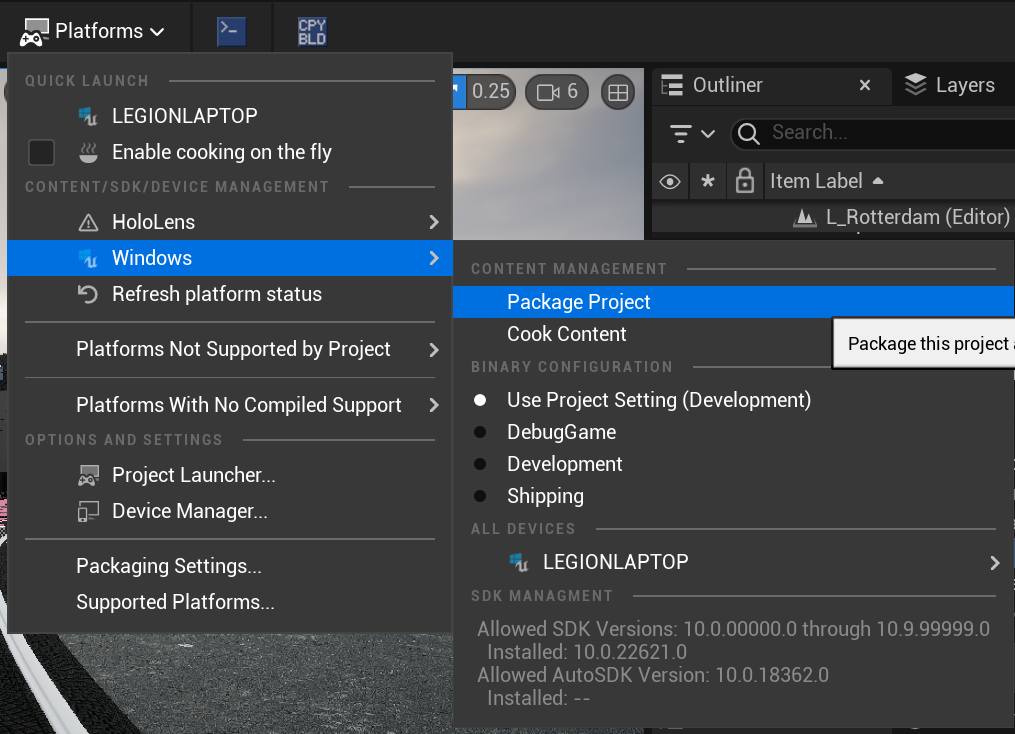 Platforms
CPY
BLD
QUICK LAUNCH
LEGIONLAPTOP
Enable cooking on the fly
CONTENT/SDK/DEVICE MANAGEMENT
HoloLens
Windows
Refresh platform status
Platforms Not Supported by Project
Platforms With No Compiled Support
OPTIONS AND SETTINGS
Project Launcher...
Device Manager...
Packaging Settings...
Supported Platforms...
0.25
6
Outliner
Layers
Search...
Item Label
L_Rotterdam (Editor)
CONTENT MANAGEMENT
Package Project
Cook Content
Package this project
BINARY CONFIGURATION
Use Project Setting (Development)
DebugGame
Development
Shipping
ALL DEVICES
LEGIONLAPTOP
SDK MANAGMENT
Allowed SDK Versions: 10.0.00000.0 through 10.9.99999.0
Installed: 10.0.22621.0
Allowed AutoSDK Version: 10.0.18362.0
Installed: --